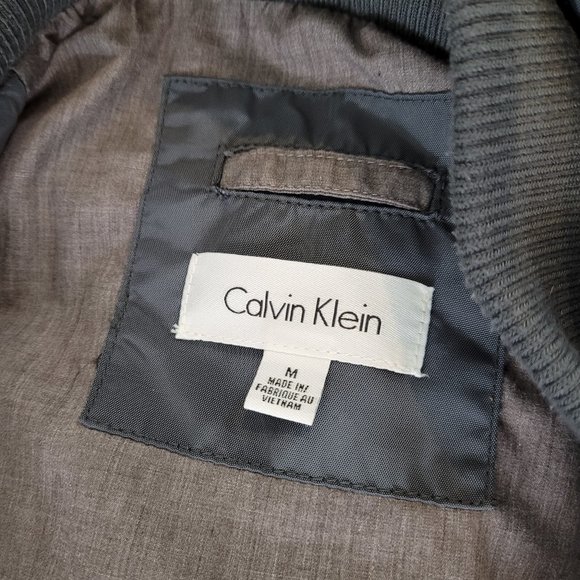 Calvin Klein
M
MADE IN/
FABRIQUE AU
VIETNAM